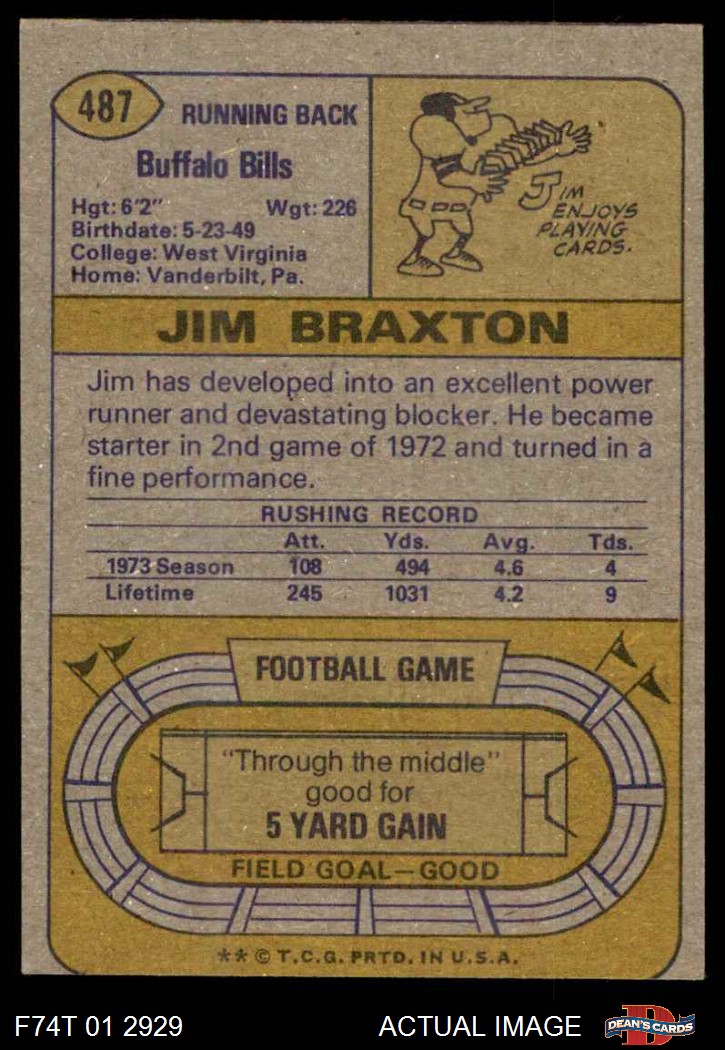 487
RUNNING BACK
Buffalo Bills
Hgt: 6'2" Wgt: 226
Birthdate: 5-23-49
College: West Virginia
Home: Vanderbilt, Pa.
JIM
ENJOYS
PLAYING
CARDS.
JIM BRAXTON
Jim has developed into an excellent power
runner and devastating blocker. He became
starter in 2nd game of 1972 and turned in a
fine performance.
RUSHING RECORD
Att. Yds. Avg. Tds.
1973 Season 108 494 4.6 4
Lifetime 245 1031 4.2 9
FOOTBALL GAME
"Through the middle"
good for
5 YARD GAIN
FIELD GOAL—GOOD
** © T.C.G. PRTD. IN U.S.A.
F74T 01 2929 ACTUAL IMAGE
D
DEAN'S CARDS